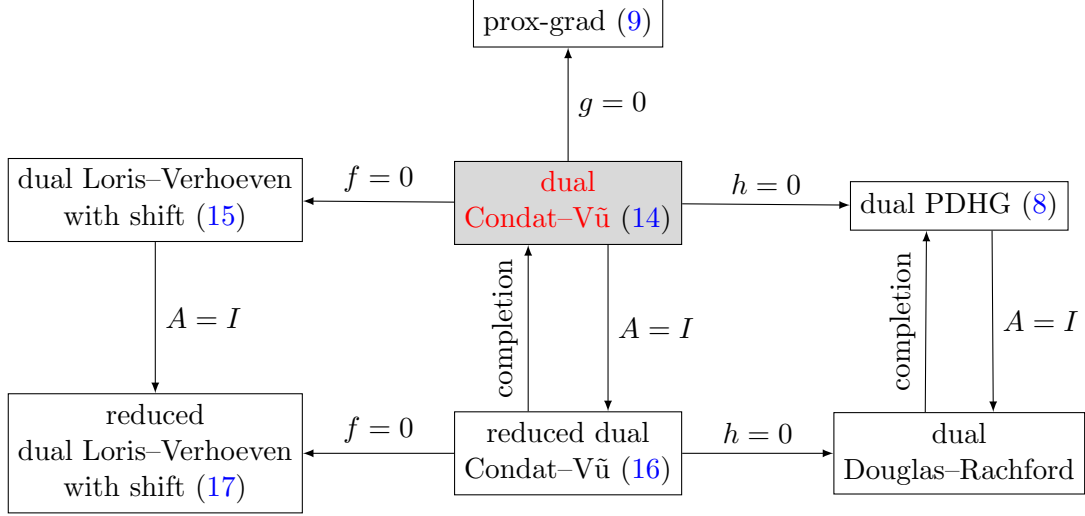 prox-grad (9)
g = 0
dual Loris–Verhoeven
with shift (15)
f = 0
dual
Condat–Vũ (14)
h = 0
dual PDHG (8)
A = I
completion
A = I
completion
A = I
reduced
dual Loris–Verhoeven
with shift (17)
f = 0
reduced dual
Condat–Vũ (16)
h = 0
dual
Douglas–Rachford